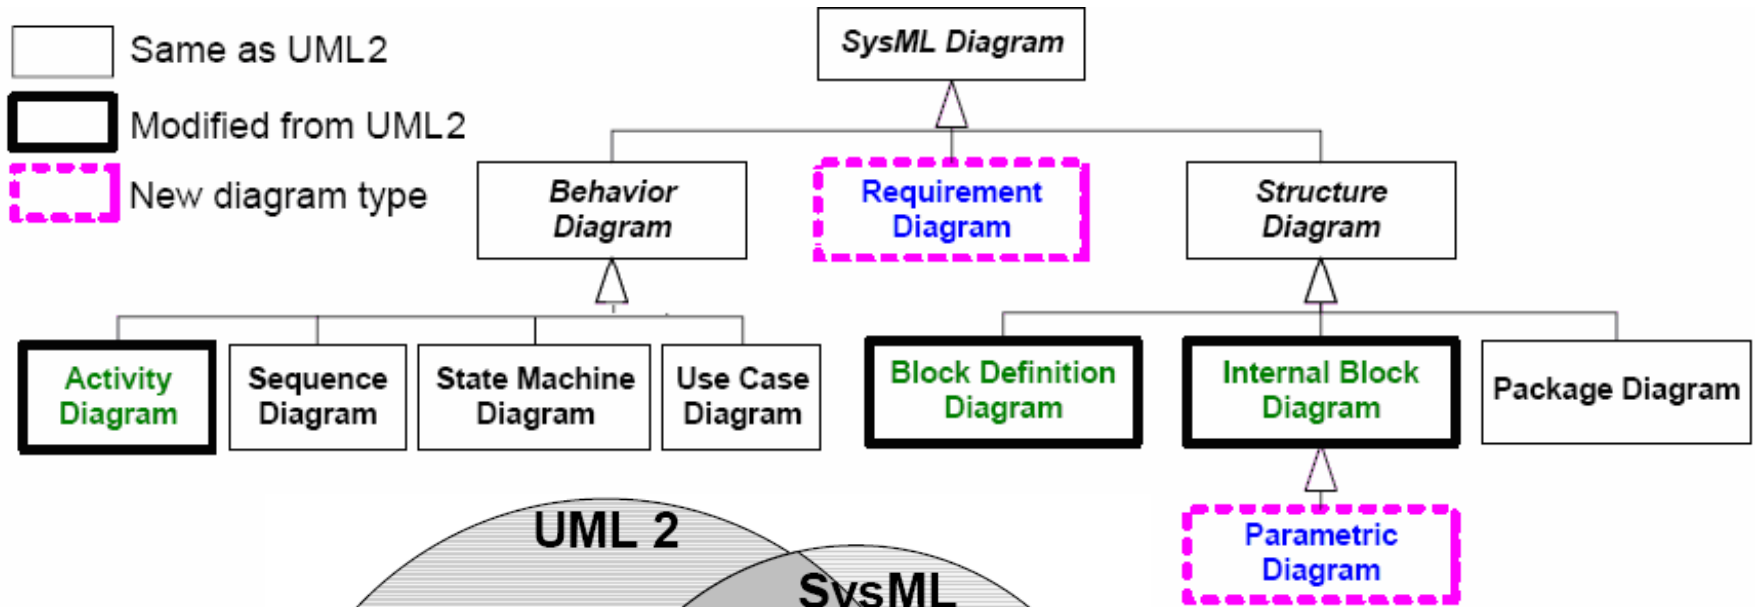 Same as UML2
Modified from UML2
New diagram type
SysML Diagram
Behavior
Diagram
Requirement
Diagram
Structure
Diagram
Activity
Diagram
Sequence
Diagram
State Machine
Diagram
Use Case
Diagram
Block Definition
Diagram
Internal Block
Diagram
Package Diagram
Parametric
Diagram
UML 2
SysML